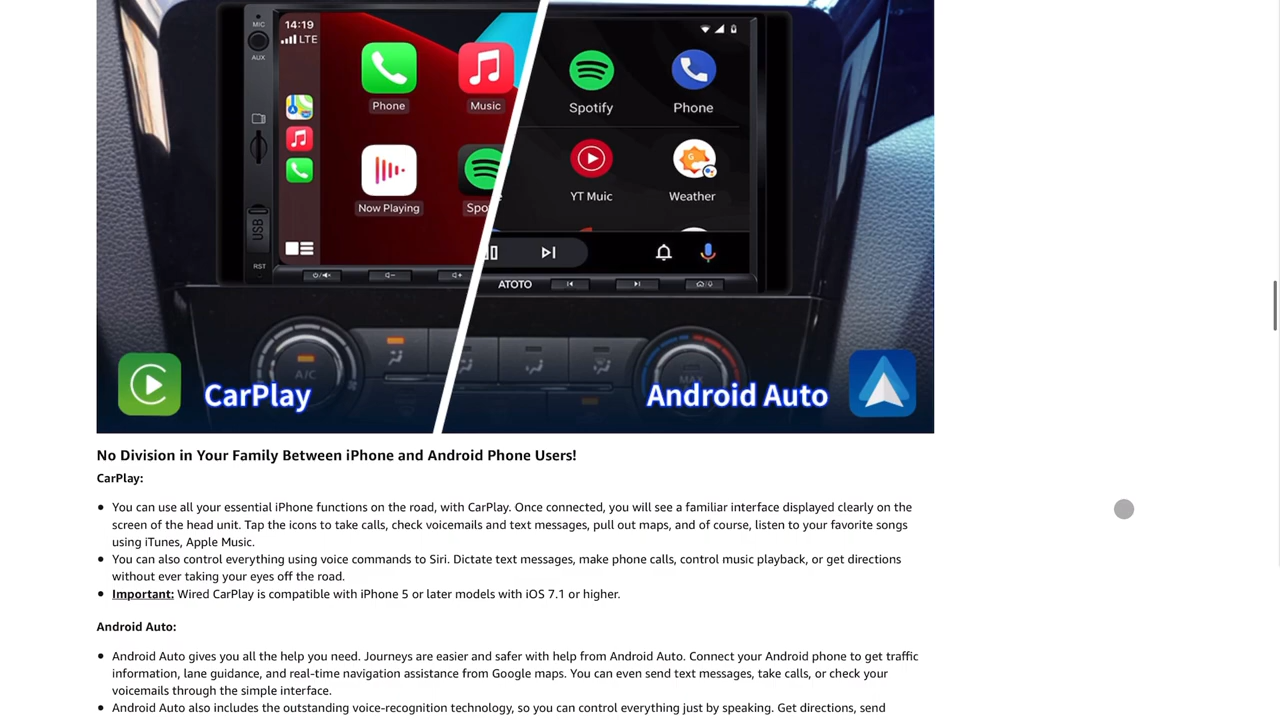 MIC
14:19
LTE
AUX
Phone
Music
Spotify
Phone
Now Playing
Spo
YT Muic
Weather
USB
RST
ATOTO
A/C
MAX
CarPlay
Android Auto
No Division in Your Family Between iPhone and Android Phone Users!
CarPlay:
● You can use all your essential iPhone functions on the road, with CarPlay. Once connected, you will see a familiar interface displayed clearly on the
screen of the head unit. Tap the icons to take calls, check voicemails and text messages, pull out maps, and of course, listen to your favorite songs
using iTunes, Apple Music.
● You can also control everything using voice commands to Siri. Dictate text messages, make phone calls, control music playback, or get directions
without ever taking your eyes off the road.
● Important: Wired CarPlay is compatible with iPhone 5 or later models with iOS 7.1 or higher.
Android Auto:
● Android Auto gives you all the help you need. Journeys are easier and safer with help from Android Auto. Connect your Android phone to get traffic
information, lane guidance, and real-time navigation assistance from Google maps. You can even send text messages, take calls, or check your
voicemails through the simple interface.
● Android Auto also includes the outstanding voice-recognition technology, so you can control everything just by speaking. Get directions, send